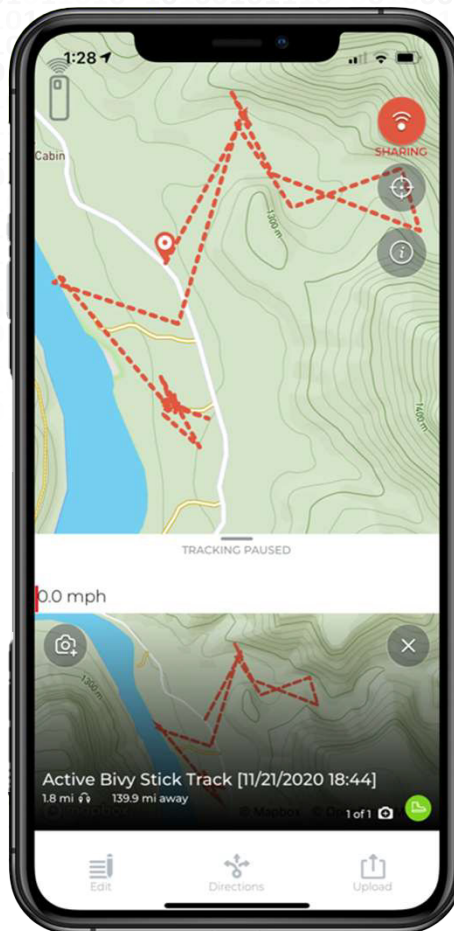 1:28
Cabin
SHARING
1300 m
1400 m
TRACKING PAUSED
0.0 mph
1300 m
Active Bivy Stick Track [11/21/2020 18:44]
1.8 mi 139.9 mi away
1 of 1
Edit
Directions
Upload